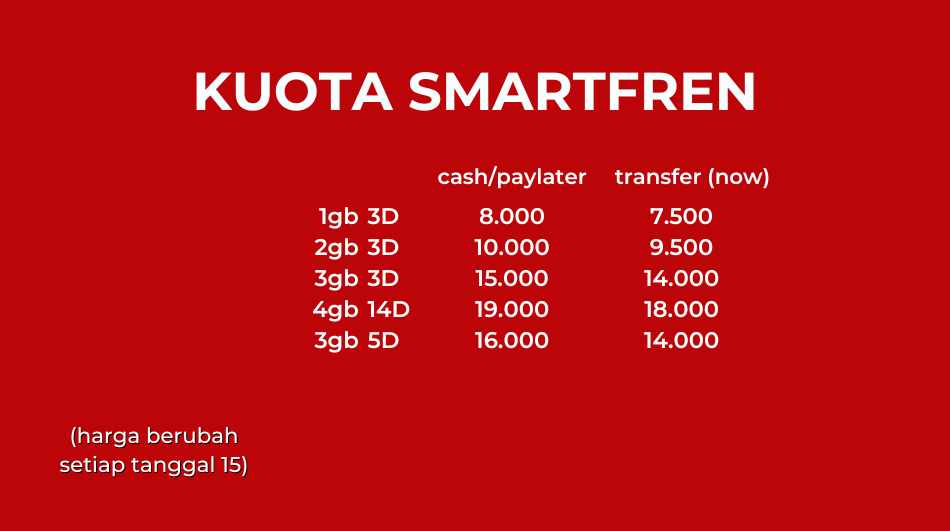 KUOTA SMARTFREN
cash/paylater transfer (now)
1gb 3D 8.000 7.500
2gb 3D 10.000 9.500
3gb 3D 15.000 14.000
4gb 14D 19.000 18.000
3gb 5D 16.000 14.000
(harga berubah
setiap tanggal 15)